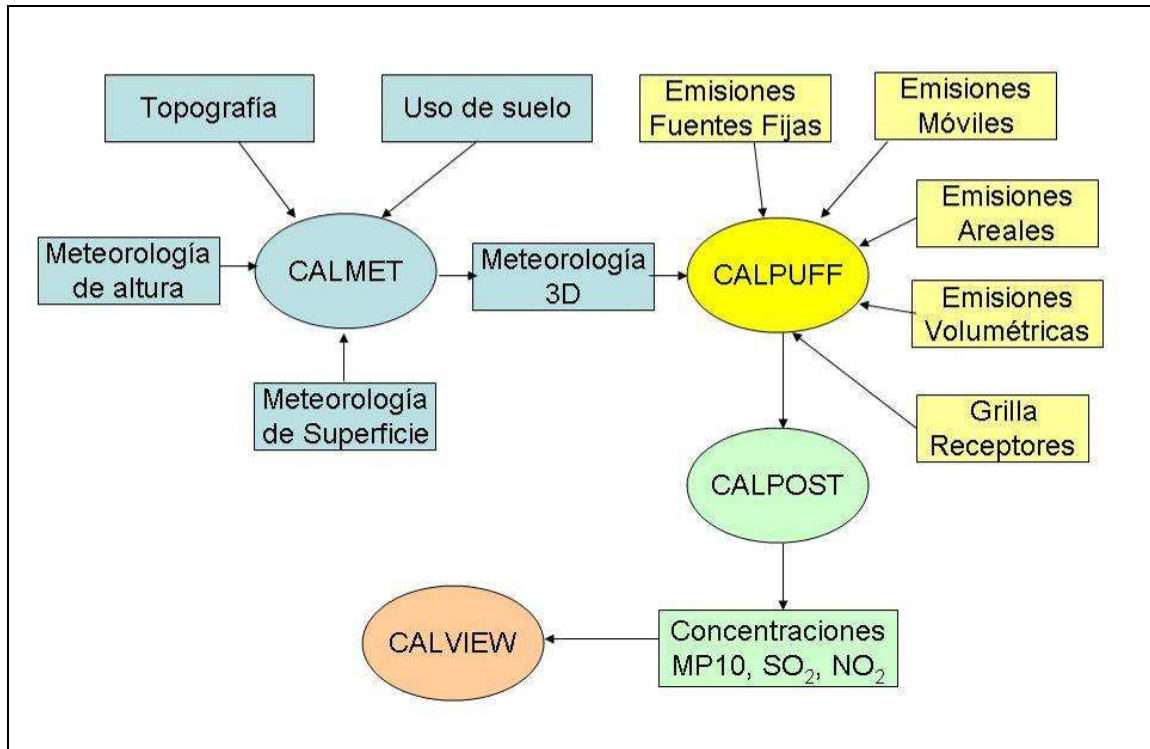 Topografía
Uso de suelo
Emisiones
Fuentes Fijas
Emisiones
Móviles
Meteorología
de altura
CALMET
Meteorología
3D
CALPUFF
Emisiones
Areales
Emisiones
Volumétricas
Meteorología
de Superficie
Grilla
Receptores
CALPOST
CALVIEW
Concentraciones
MP10, SO₂, NO₂